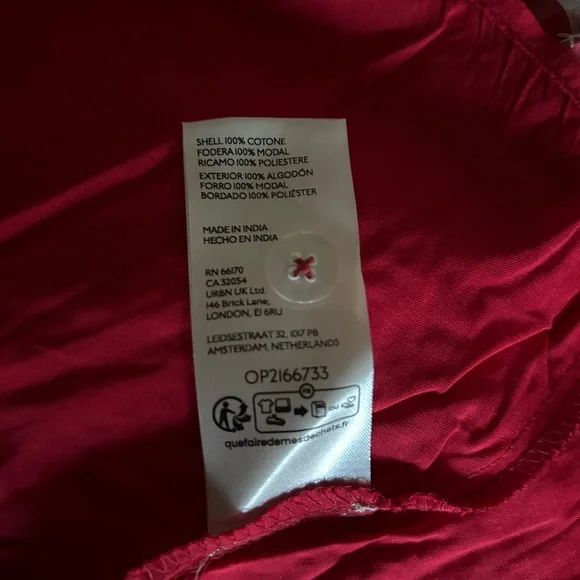 SHELL 100% COTONE
FODERA 100% MODAL
RICAMO 100% POLIESTERE
EXTERIOR 100% ALGODÓN
FORRO 100% MODAL
BORDADO 100% POLIÉSTER
MADE IN INDIA
HECHO EN INDIA
RN 66170
CA 32054
URBN UK Ltd.
146 Brick Lane,
LONDON, E1 6RU
LEIDSESTRAAT 32, 1017 PB
AMSTERDAM, NETHERLANDS
OP2166733
FR
OU
quefairedemesdechets.fr